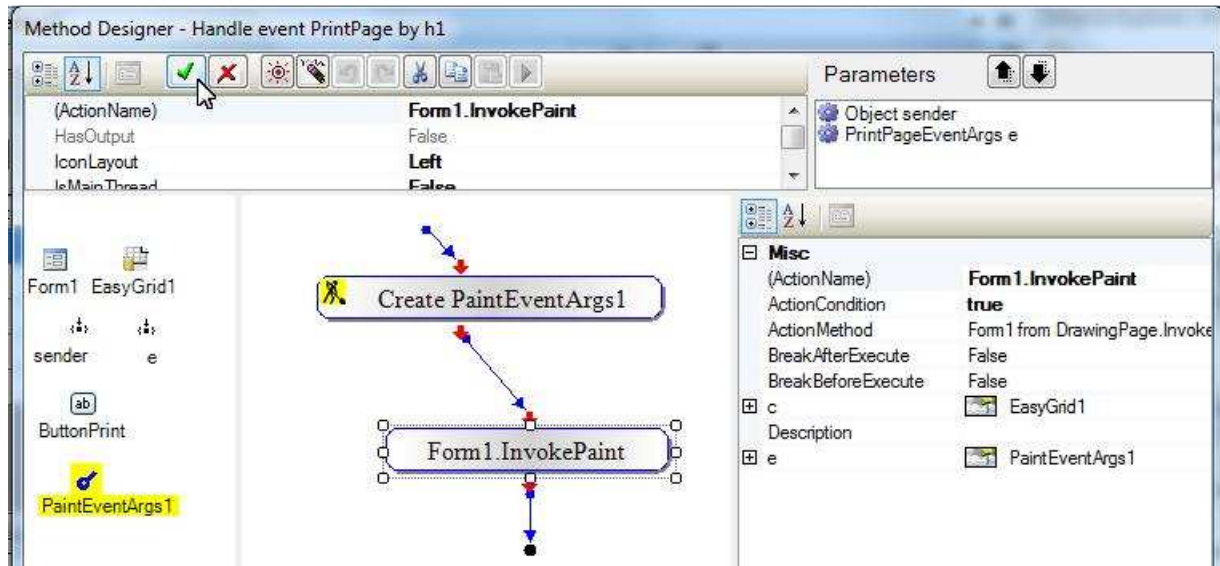 Method Designer - Handle event PrintPage by h1
Parameters
(ActionName) Form1.InvokePaint
HasOutput False
IconLayout Left
IsMainThread False
Object sender
PrintPageEventArgs e
Form1 EasyGrid1
sender e
ButtonPrint
PaintEventArgs1
Create PaintEventArgs1
Form1.InvokePaint
Misc
(ActionName) Form1.InvokePaint
ActionCondition true
ActionMethod Form1 from DrawingPage.Invoke
BreakAfterExecute False
BreakBeforeExecute False
c EasyGrid1
Description
e PaintEventArgs1